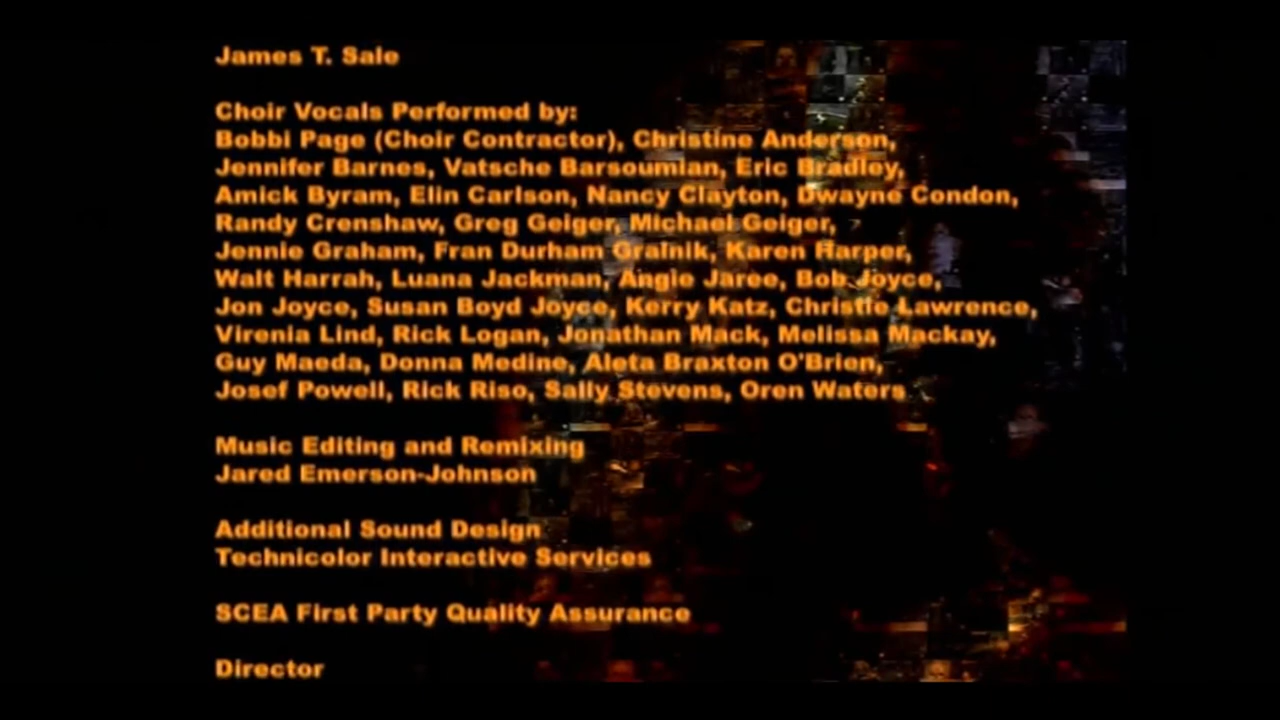 James T. Sale
Choir Vocals Performed by:
Bobbi Page (Choir Contractor), Christine Anderson,
Jennifer Barnes, Vatsche Barsoumian, Eric Bradley,
Amick Byram, Elin Carlson, Nancy Clayton, Dwayne Condon,
Randy Crenshaw, Greg Geiger, Michael Geiger,
Jennie Graham, Fran Durham Gralnik, Karen Harper,
Walt Harrah, Luana Jackman, Angie Jaree, Bob Joyce,
Jon Joyce, Susan Boyd Joyce, Kerry Katz, Christie Lawrence,
Virenia Lind, Rick Logan, Jonathan Mack, Melissa Mackay,
Guy Maeda, Donna Medine, Aleta Braxton O'Brien,
Josef Powell, Rick Riso, Sally Stevens, Oren Waters
Music Editing and Remixing
Jared Emerson-Johnson
Additional Sound Design
Technicolor Interactive Services
SCEA First Party Quality Assurance
Director